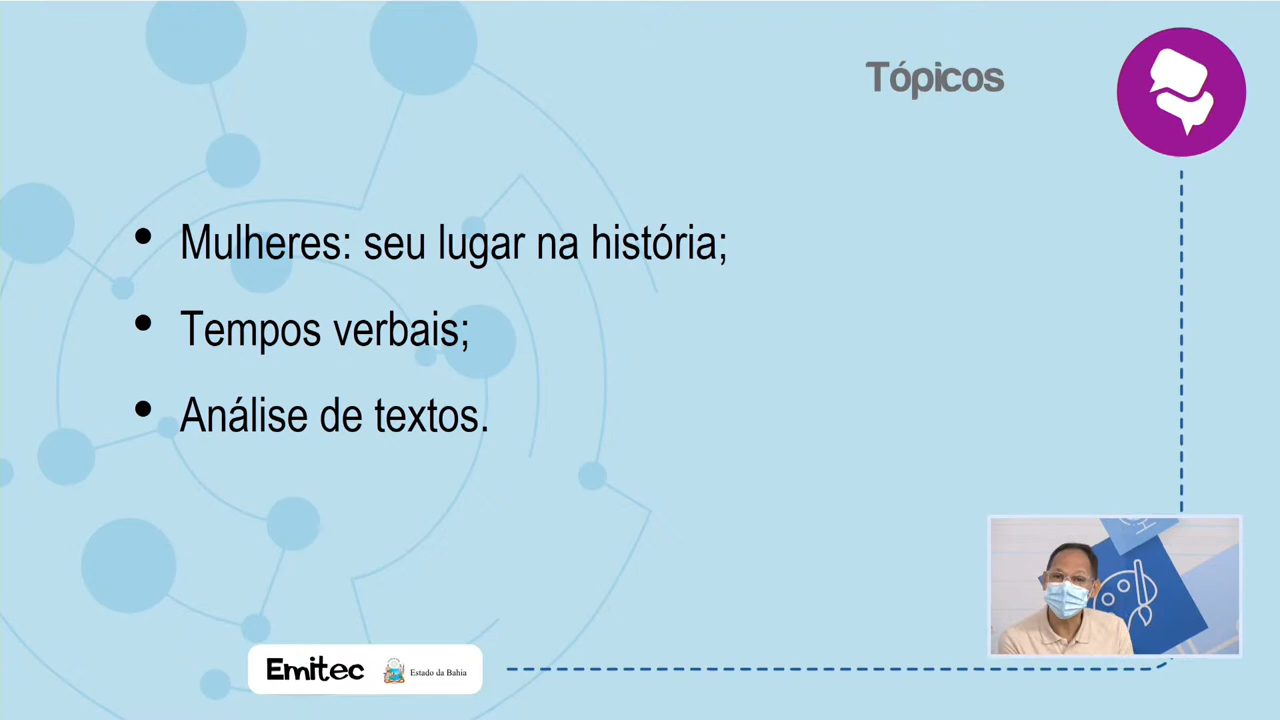 Tópicos
• Mulheres: seu lugar na história;
• Tempos verbais;
• Análise de textos.
Emitec Estado da Bahia